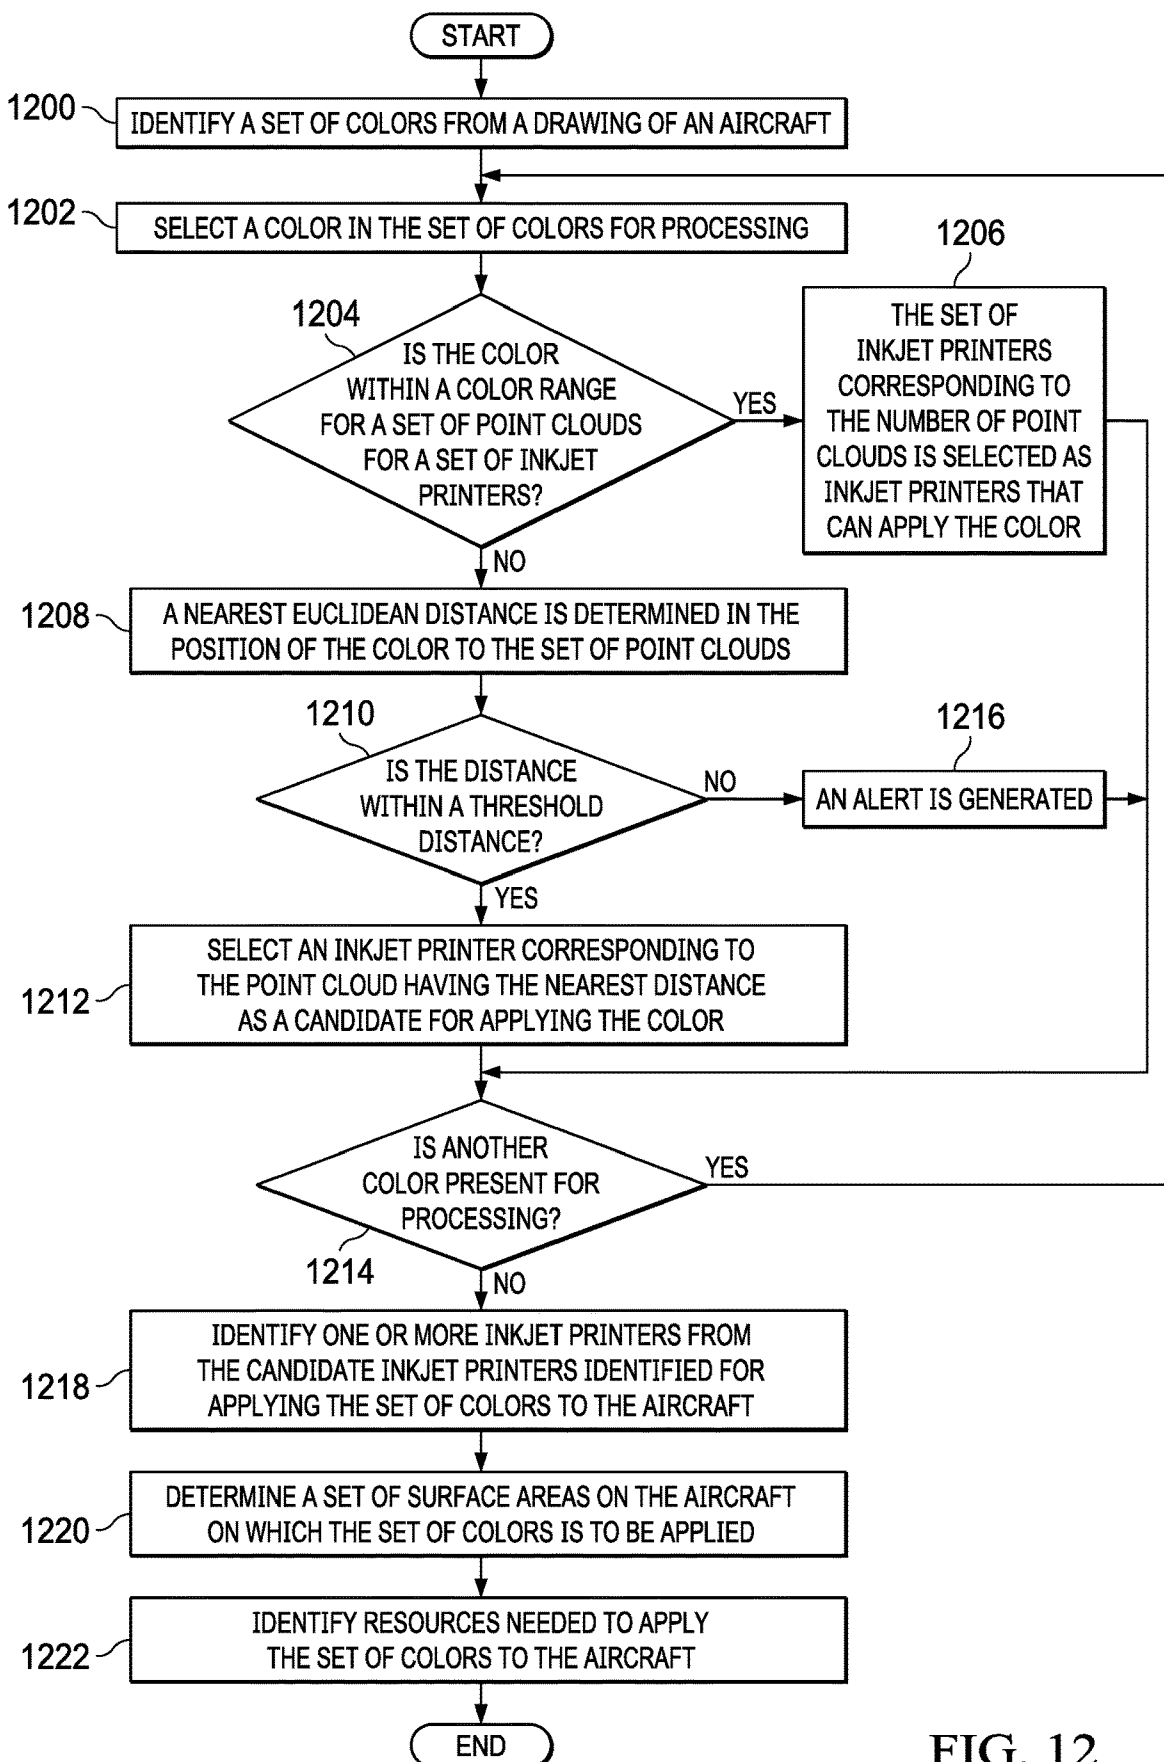 START
1200
IDENTIFY A SET OF COLORS FROM A DRAWING OF AN AIRCRAFT
1202
SELECT A COLOR IN THE SET OF COLORS FOR PROCESSING
1204
IS THE COLOR
WITHIN A COLOR RANGE
FOR A SET OF POINT CLOUDS
FOR A SET OF INKJET
PRINTERS?
YES
1206
THE SET OF
INKJET PRINTERS
CORRESPONDING TO
THE NUMBER OF POINT
CLOUDS IS SELECTED AS
INKJET PRINTERS THAT
CAN APPLY THE COLOR
NO
1208
A NEAREST EUCLIDEAN DISTANCE IS DETERMINED IN THE
POSITION OF THE COLOR TO THE SET OF POINT CLOUDS
1210
IS THE DISTANCE
WITHIN A THRESHOLD
DISTANCE?
NO
1216
AN ALERT IS GENERATED
YES
1212
SELECT AN INKJET PRINTER CORRESPONDING TO
THE POINT CLOUD HAVING THE NEAREST DISTANCE
AS A CANDIDATE FOR APPLYING THE COLOR
IS ANOTHER
COLOR PRESENT FOR
PROCESSING?
YES
1214
NO
1218
IDENTIFY ONE OR MORE INKJET PRINTERS FROM
THE CANDIDATE INKJET PRINTERS IDENTIFIED FOR
APPLYING THE SET OF COLORS TO THE AIRCRAFT
1220
DETERMINE A SET OF SURFACE AREAS ON THE AIRCRAFT
ON WHICH THE SET OF COLORS IS TO BE APPLIED
1222
IDENTIFY RESOURCES NEEDED TO APPLY
THE SET OF COLORS TO THE AIRCRAFT
END
FIG. 12